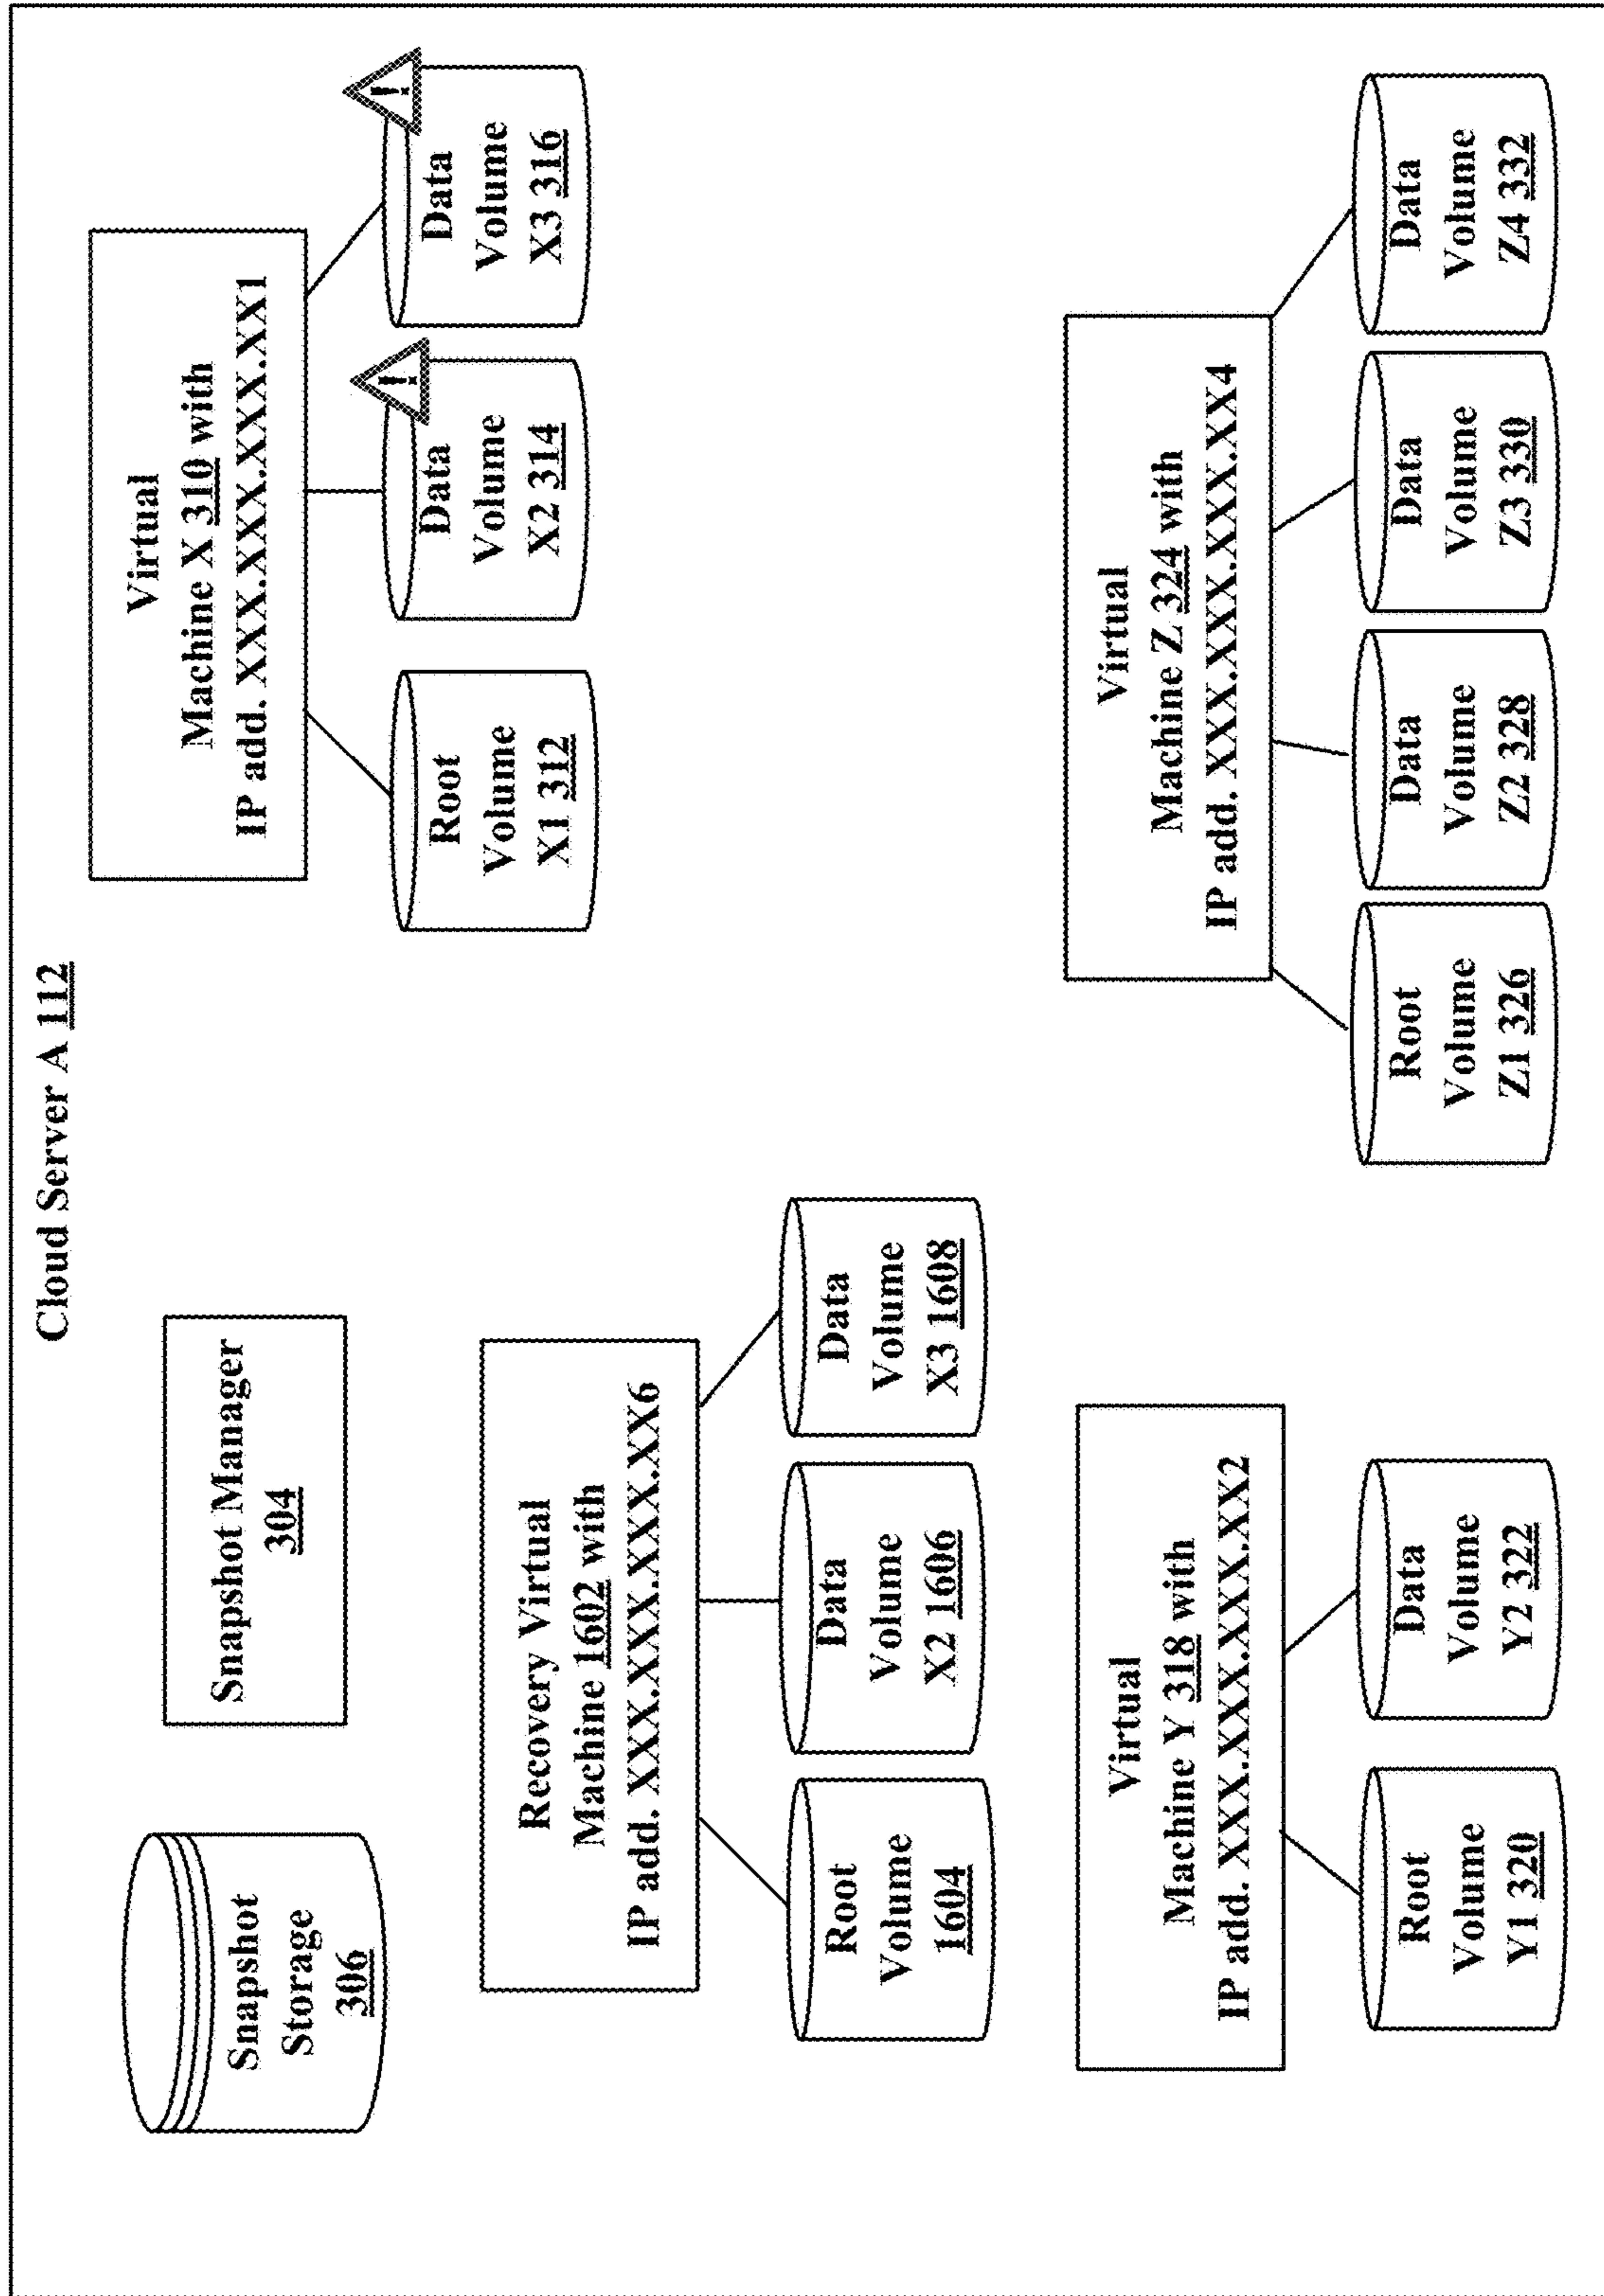 Cloud Server A 112
Snapshot
Storage
306
Snapshot Manager
304
Virtual
Machine X 310 with
IP add. XXX.XXX.XXX.XX1
Root
Volume
X1 312
Data
Volume
X2 314
Data
Volume
X3 316
Recovery Virtual
Machine 1602 with
IP add. XXX.XXX.XXX.XX6
Root
Volume
1604
Data
Volume
X2 1606
Data
Volume
X3 1608
Virtual
Machine Y 318 with
IP add. XXX.XXX.XXX.XX2
Root
Volume
Y1 320
Data
Volume
Y2 322
Virtual
Machine Z 324 with
IP add. XXX.XXX.XXX.XX4
Root
Volume
Z1 326
Data
Volume
Z2 328
Data
Volume
Z3 330
Data
Volume
Z4 332